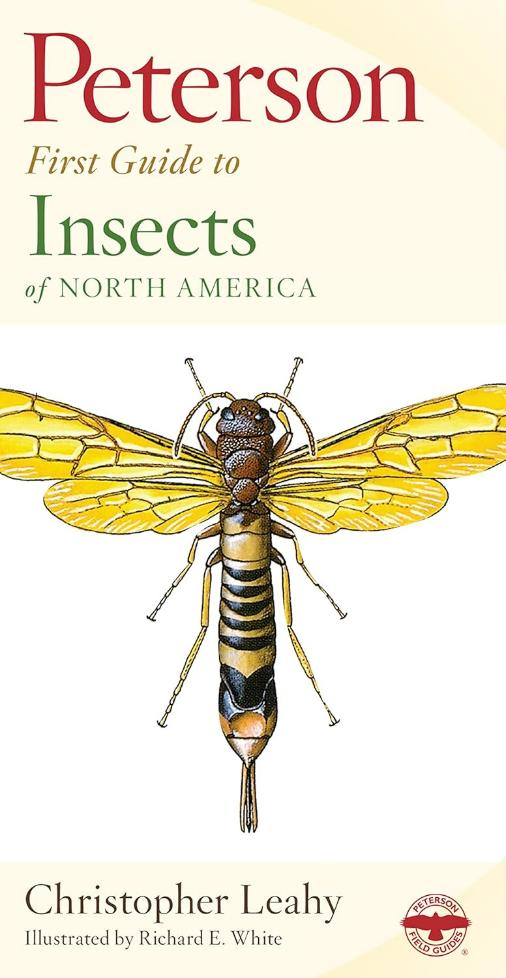 Peterson
First Guide to
Insects
of NORTH AMERICA
Christopher Leahy
Illustrated by Richard E. White
PETERSON
FIELD GUIDES
®